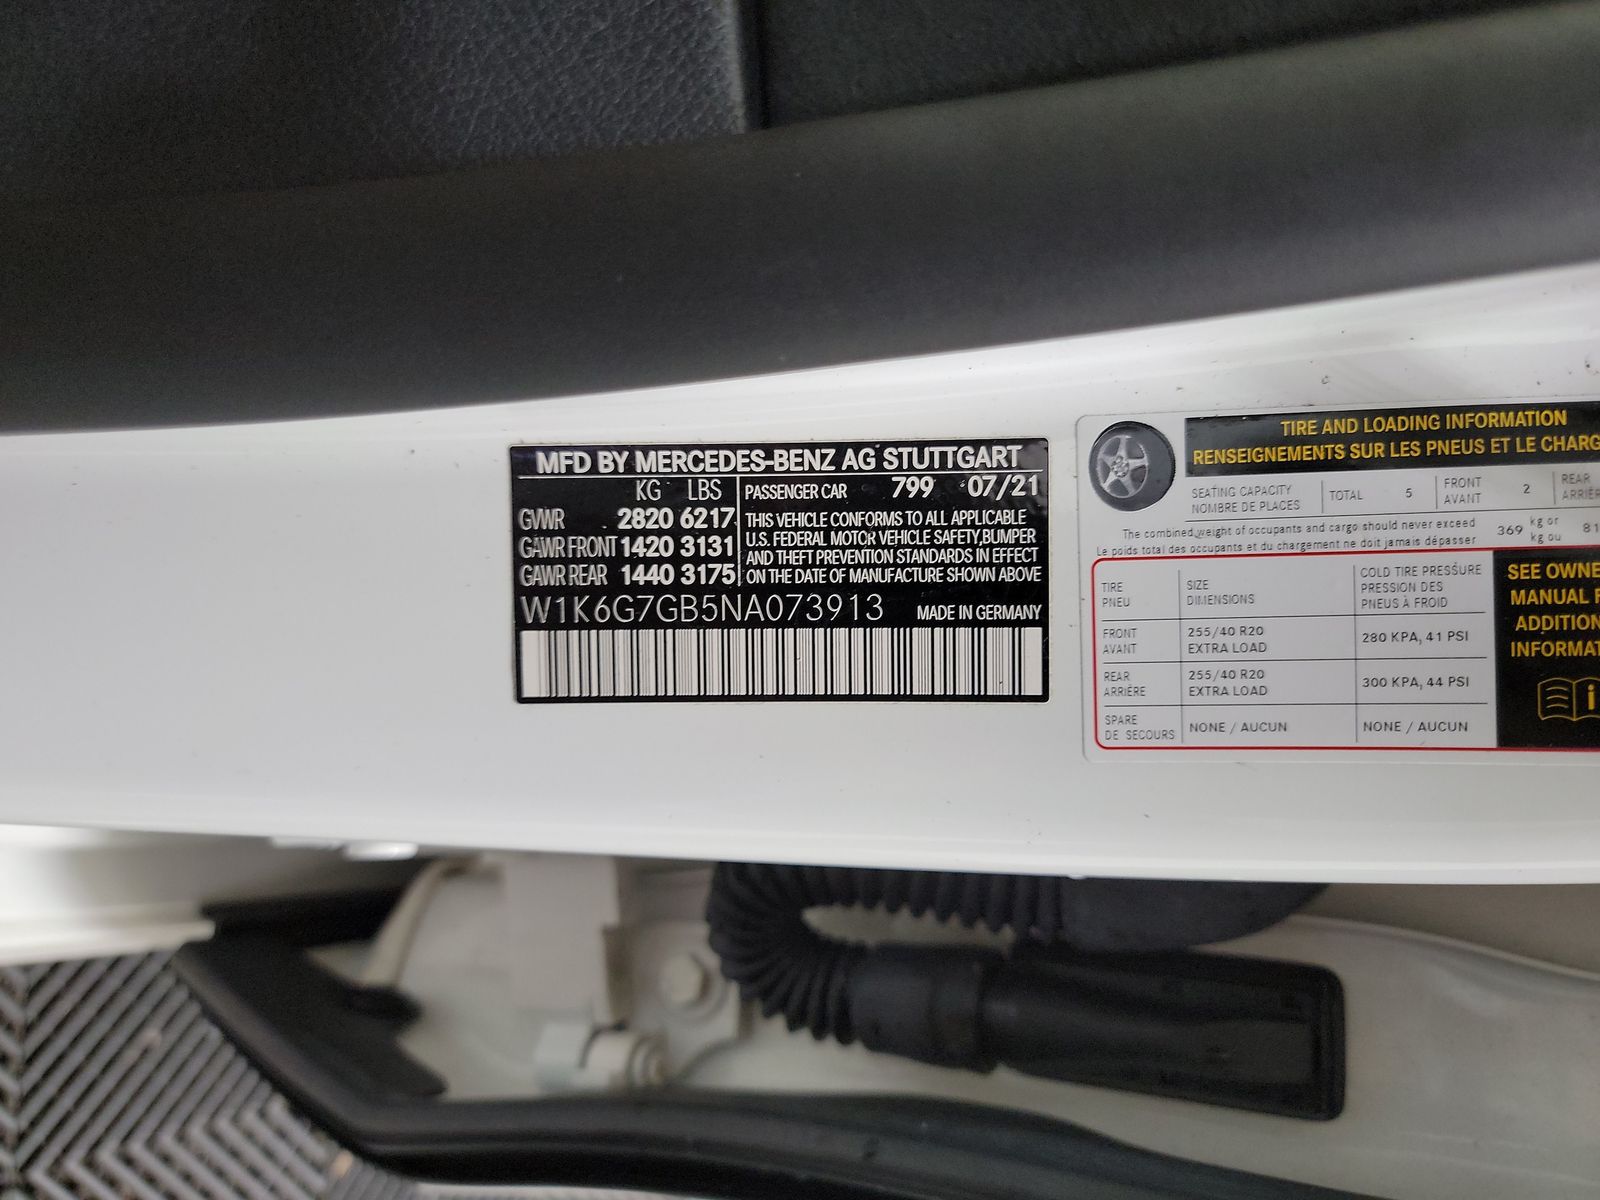 MFD BY MERCEDES-BENZ AG STUTTGART
KG LBS
GVWR 2820 6217
GAWR FRONT 1420 3131
GAWR REAR 1440 3175
PASSENGER CAR 799 07/21
THIS VEHICLE CONFORMS TO ALL APPLICABLE
U.S. FEDERAL MOTOR VEHICLE SAFETY,BUMPER
AND THEFT PREVENTION STANDARDS IN EFFECT
ON THE DATE OF MANUFACTURE SHOWN ABOVE
W1K6G7GB5NA073913 MADE IN GERMANY
TIRE AND LOADING INFORMATION
RENSEIGNEMENTS SUR LES PNEUS ET LE CHARG
SEATING CAPACITY
NOMBRE DE PLACES
TOTAL 5
FRONT
AVANT
2
REAR
ARRIÈR
The combined weight of occupants and cargo should never exceed
Le poids total des occupants et du chargement ne doit jamais dépasser
369 kg or
kg ou
81
TIRE
PNEU
SIZE
DIMENSIONS
COLD TIRE PRESSURE
PRESSION DES
PNEUS À FROID
FRONT
AVANT
255/40 R20
EXTRA LOAD
280 KPA, 41 PSI
REAR
ARRIÈRE
255/40 R20
EXTRA LOAD
300 KPA, 44 PSI
SPARE
DE SECOURS
NONE / AUCUN
NONE / AUCUN
SEE OWNE
MANUAL F
ADDITION
INFORMAT